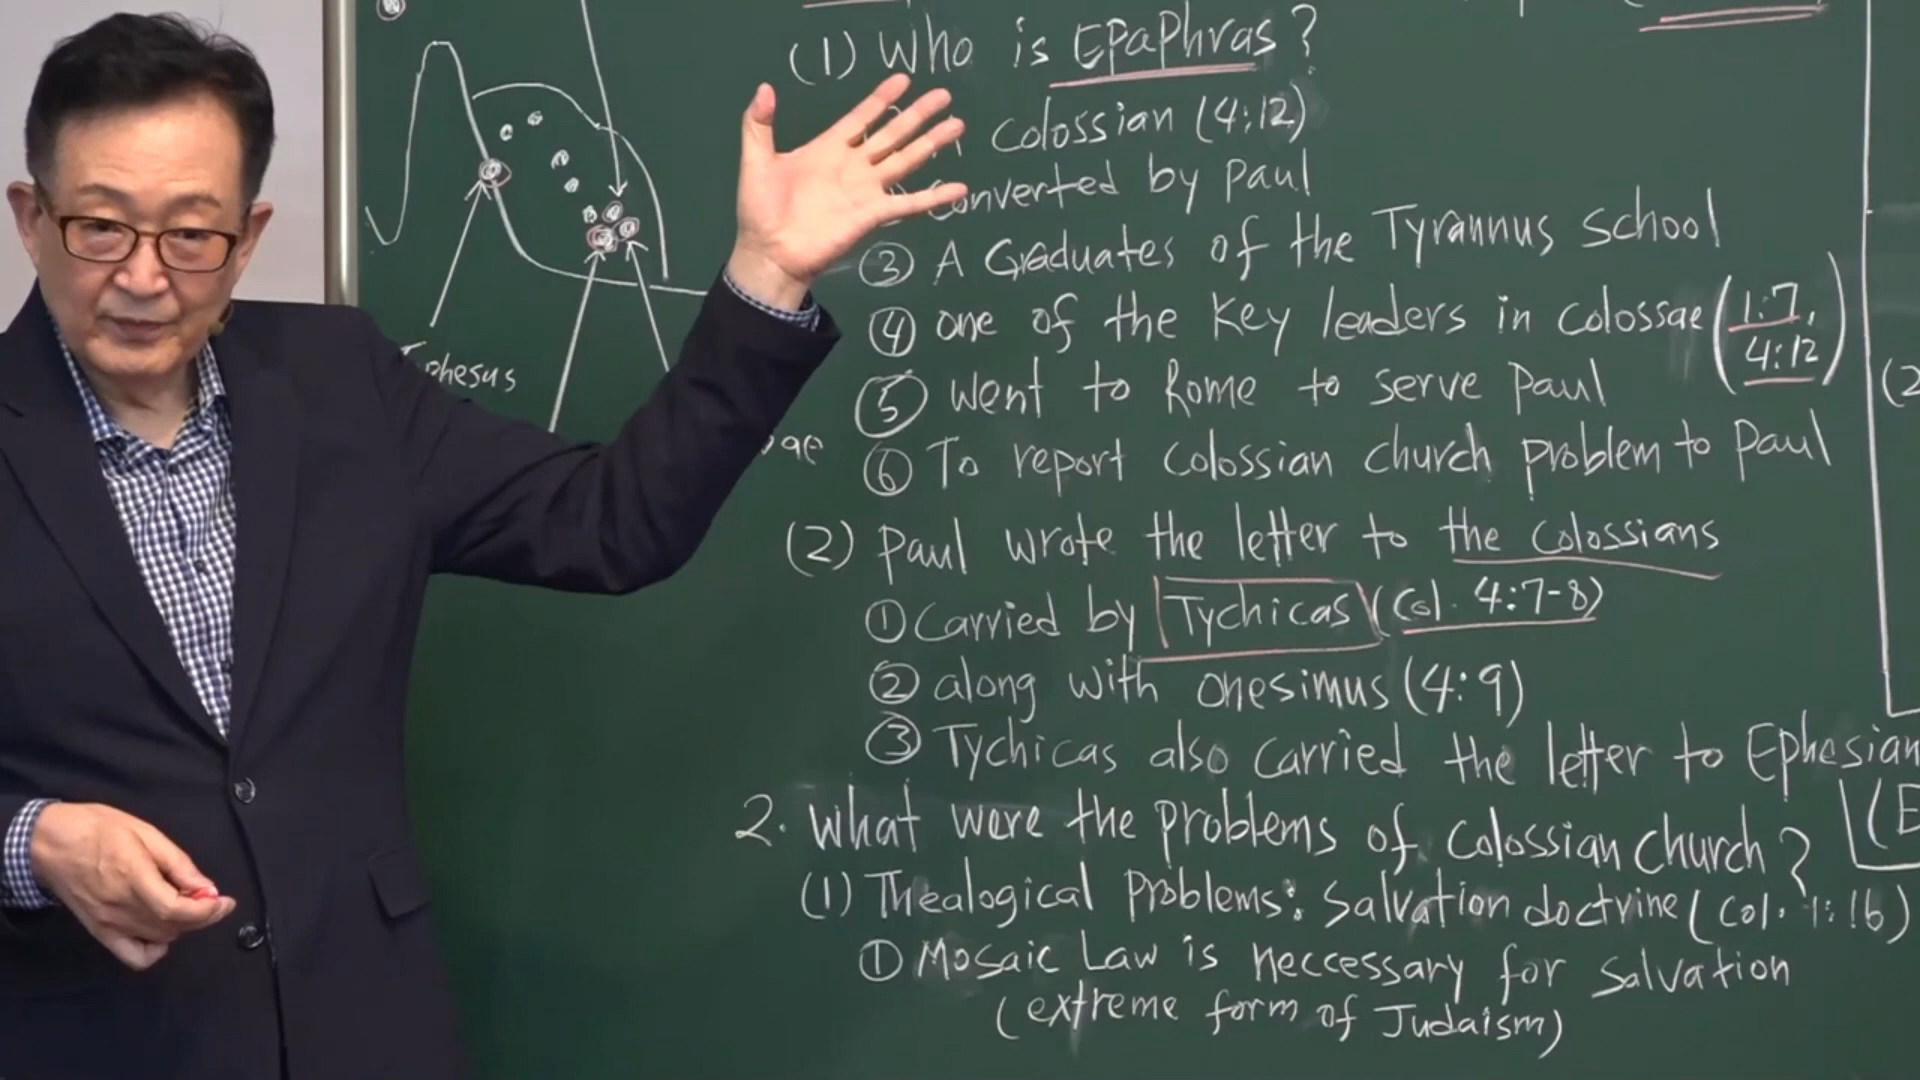 (1) Who is Epaphras?
A Colossian (4:12)
Converted by Paul
③ A Graduates of the Tyrannus School
④ one of the key leaders in Colossae (1:7, 4:12)
⑤ Went to Rome to serve Paul
⑥ To report Colossian church problem to Paul
(2) Paul wrote the letter to the Colossians
① Carried by Tychicas (Col. 4:7-8)
② along with Onesimus (4:9)
③ Tychicas also carried the letter to Ephesian
2. What were the problems of Colossian Church?
(1) Thealogical Problems: Salvation doctrine (Col. 1:16)
① Mosaic Law is neccessary for Salvation
(extreme form of Judaism)
phesus
ae
(2
(E